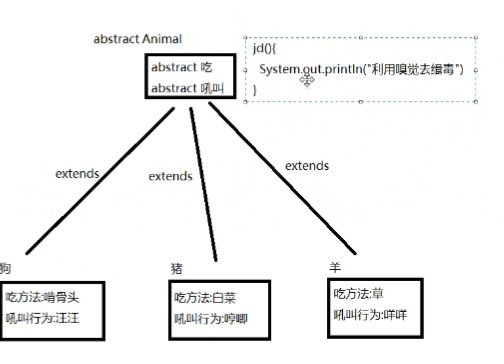 abstract Animal
abstract 吃
abstract 吼叫
jd(){
System.out.println("利用嗅觉去缉毒")
}
extends
extends
extends
狗
吃方法:啃骨头
吼叫行为:汪汪
猪
吃方法:白菜
吼叫行为:哼唧
羊
吃方法:草
吼叫行为:咩咩